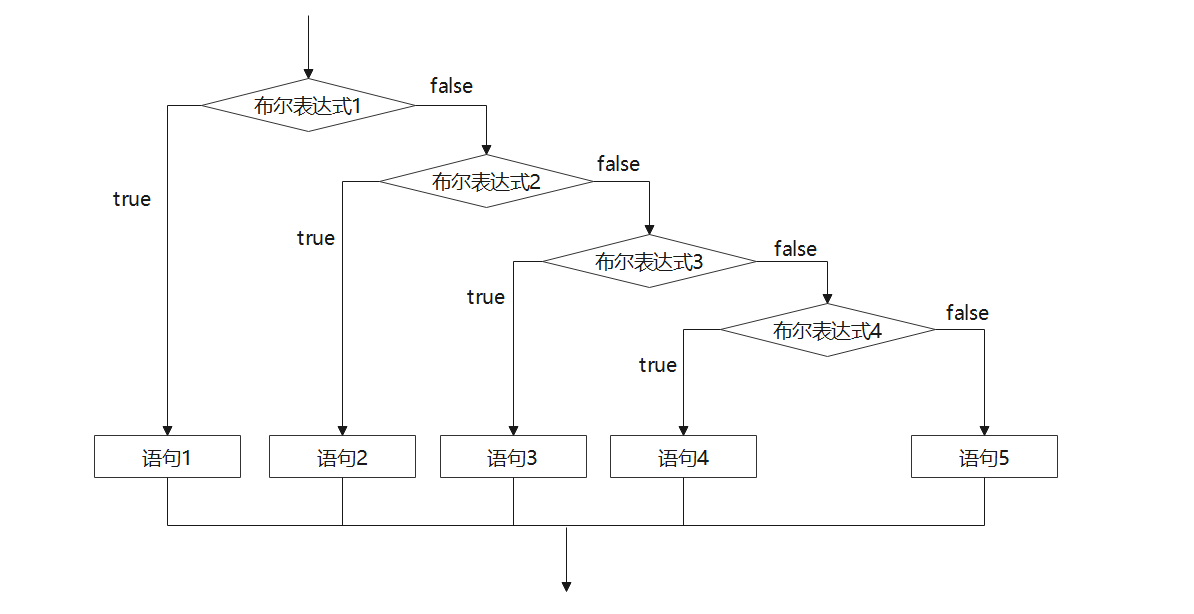 false
布尔表达式1
false
布尔表达式2
true
true
false
布尔表达式3
true
false
布尔表达式4
true
语句1
语句2
语句3
语句4
语句5